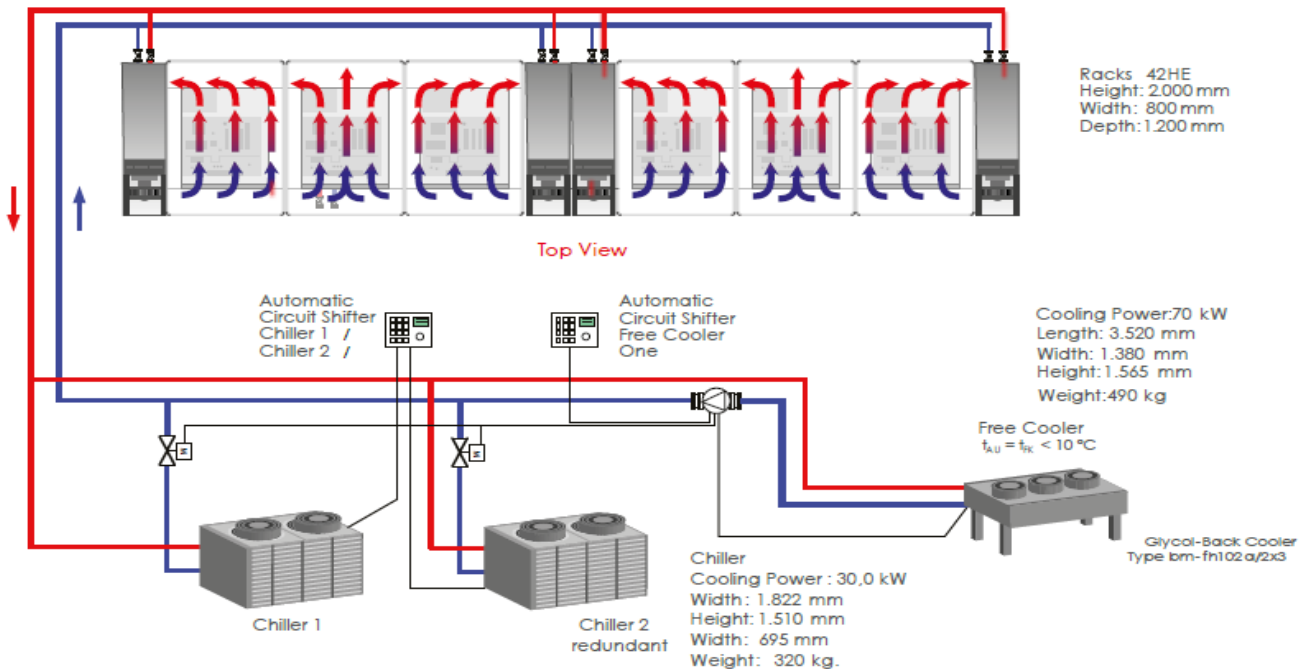 Racks 42HE
Height: 2.000 mm
Width: 800 mm
Depth: 1.200 mm
Top View
Automatic
Circuit Shifter
Chiller 1 /
Chiller 2 /
Automatic
Circuit Shifter
Free Cooler
One
Cooling Power:70 kW
Length: 3.520 mm
Width: 1.380 mm
Height: 1.565 mm
Weight:490 kg
Free Cooler
tAU = tFK < 10 °C
Glycol-Back Cooler
Type bm-fh102a/2x3
Chiller
Cooling Power : 30,0 kW
Width: 1.822 mm
Height: 1.510 mm
Width: 695 mm
Weight: 320 kg.
Chiller 1
Chiller 2
redundant